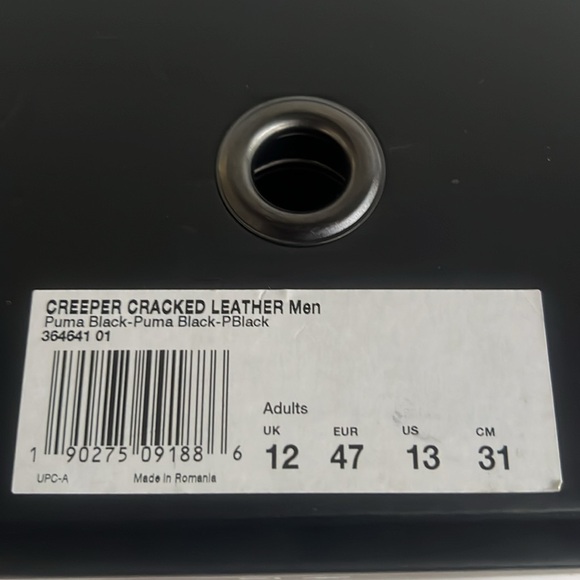 CREEPER CRACKED LEATHER Men
Puma Black-Puma Black-PBlack
364641 01
Adults
UK EUR US CM
12 47 13 31
1 90275 09188 6
UPC-A Made in Romania